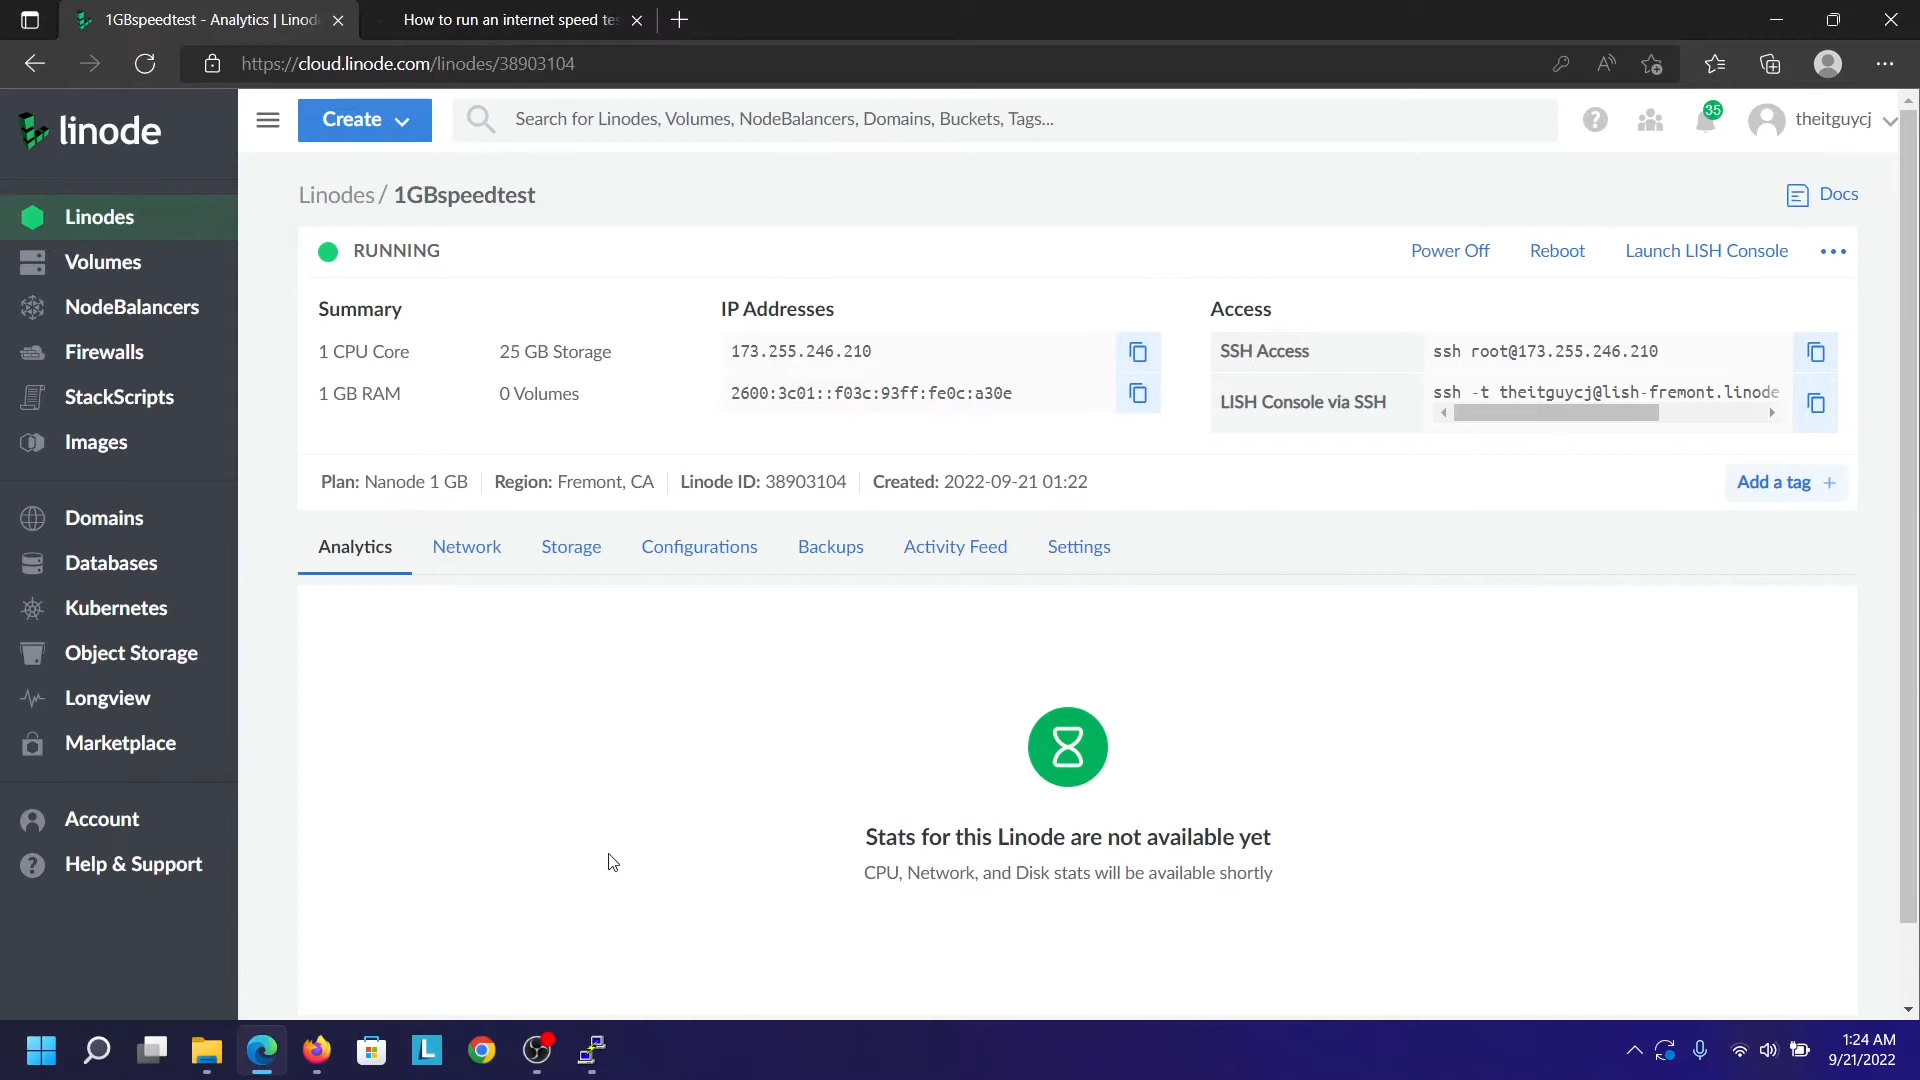 1GBspeedtest - Analytics | Linod
How to run an internet speed tes
https://cloud.linode.com/linodes/38903104
linode
Create
Search for Linodes, Volumes, NodeBalancers, Domains, Buckets, Tags...
35
theitguycj
Linodes
Volumes
NodeBalancers
Firewalls
StackScripts
Images
Domains
Databases
Kubernetes
Object Storage
Longview
Marketplace
Account
Help & Support
Linodes / 1GBspeedtest
Docs
RUNNING
Power Off
Reboot
Launch LISH Console
Summary
1 CPU Core
25 GB Storage
1 GB RAM
0 Volumes
IP Addresses
173.255.246.210
2600:3c01::f03c:93ff:fe0c:a30e
Access
SSH Access
ssh root@173.255.246.210
LISH Console via SSH
ssh -t theitguycj@lish-fremont.linode
Plan: Nanode 1 GB
Region: Fremont, CA
Linode ID: 38903104
Created: 2022-09-21 01:22
Add a tag +
Analytics
Network
Storage
Configurations
Backups
Activity Feed
Settings
Stats for this Linode are not available yet
CPU, Network, and Disk stats will be available shortly
L
1:24 AM
9/21/2022